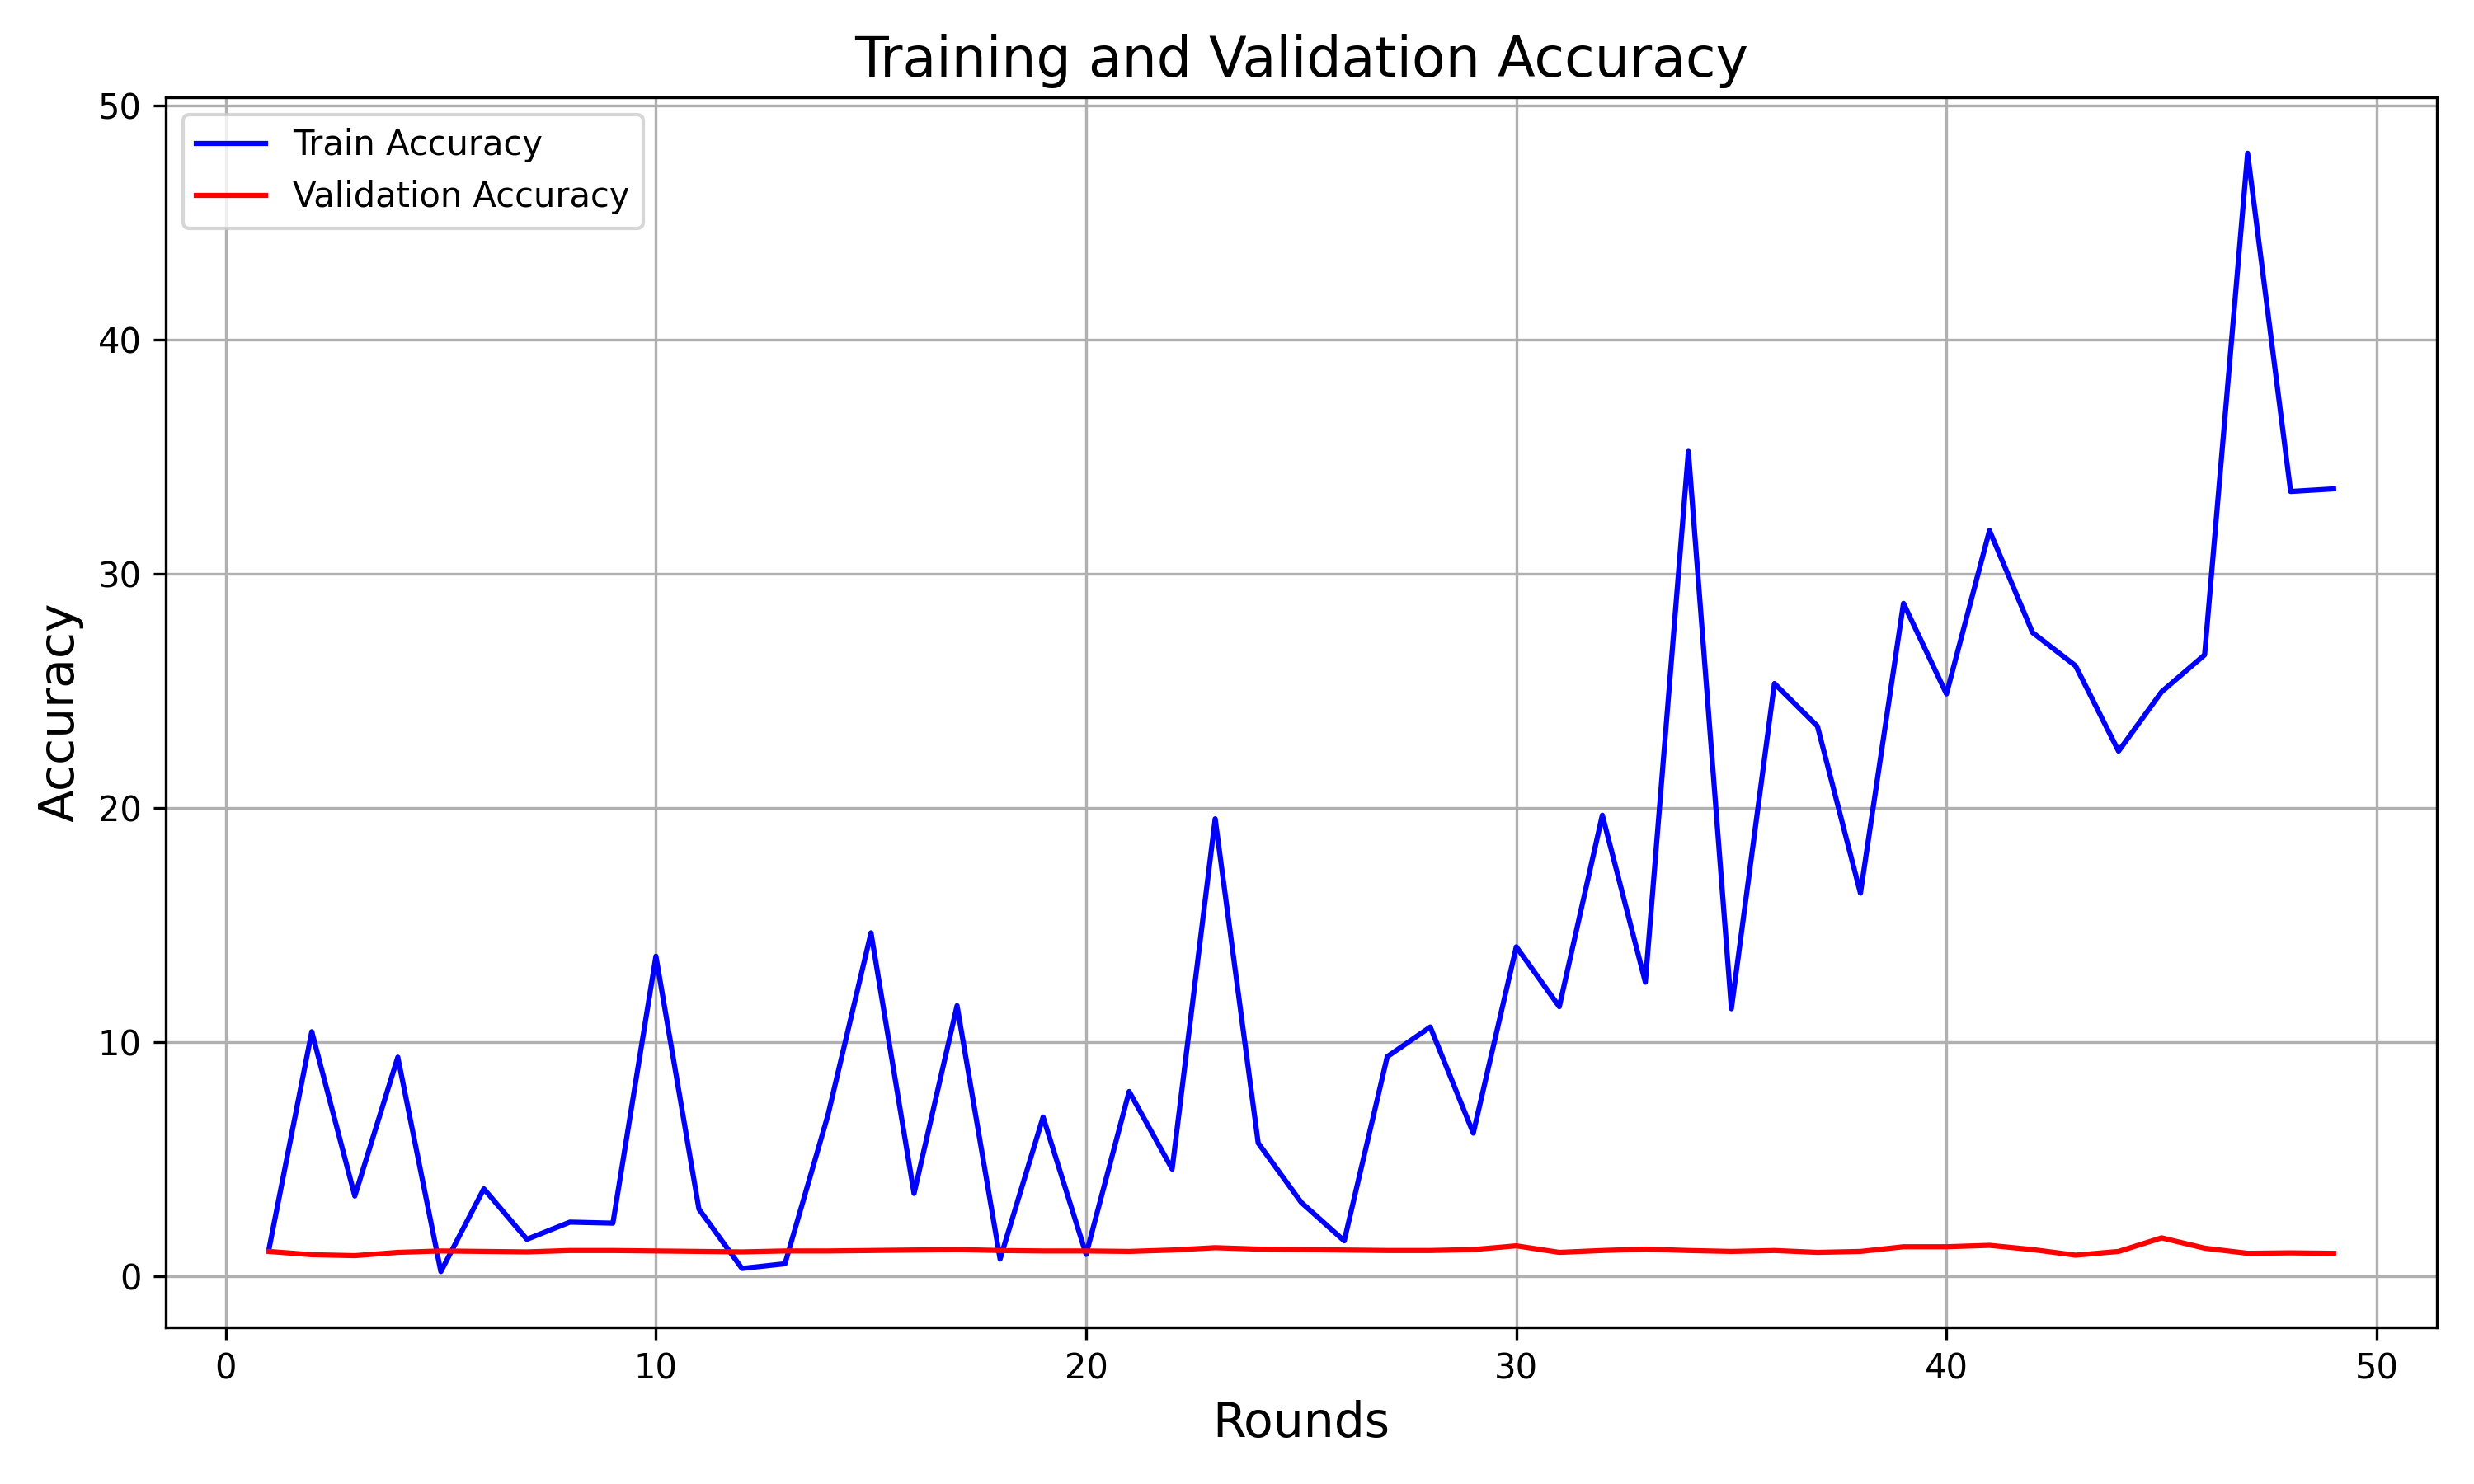 Training and Validation Accuracy
Train Accuracy
Validation Accuracy
50
40
30
20
10
0
Accuracy
0 10 20 30 40 50
Rounds